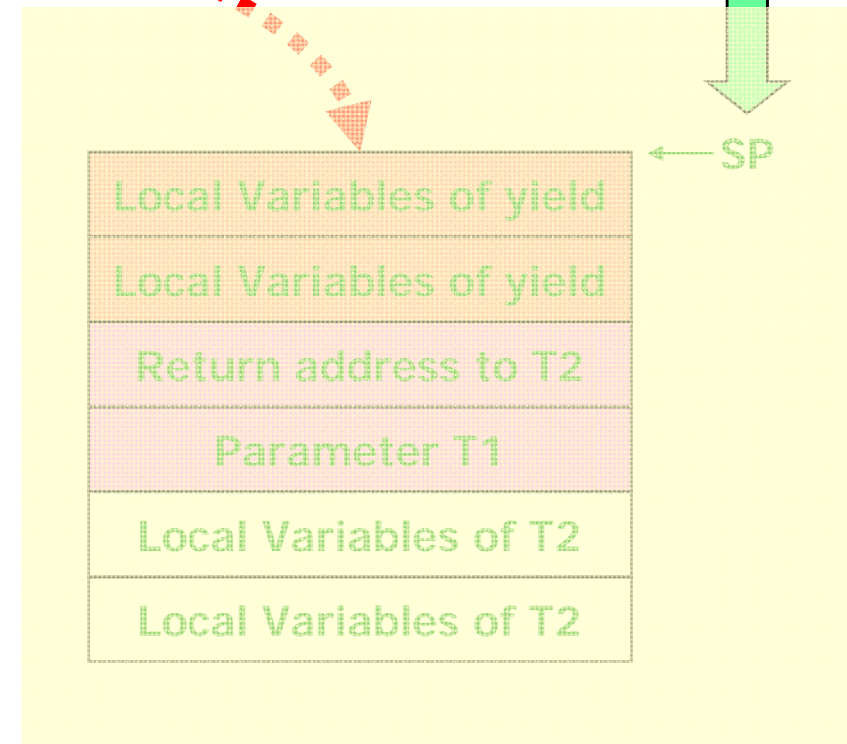 SP
Local Variables of yield
Local Variables of yield
Return address to T2
Parameter T1
Local Variables of T2
Local Variables of T2